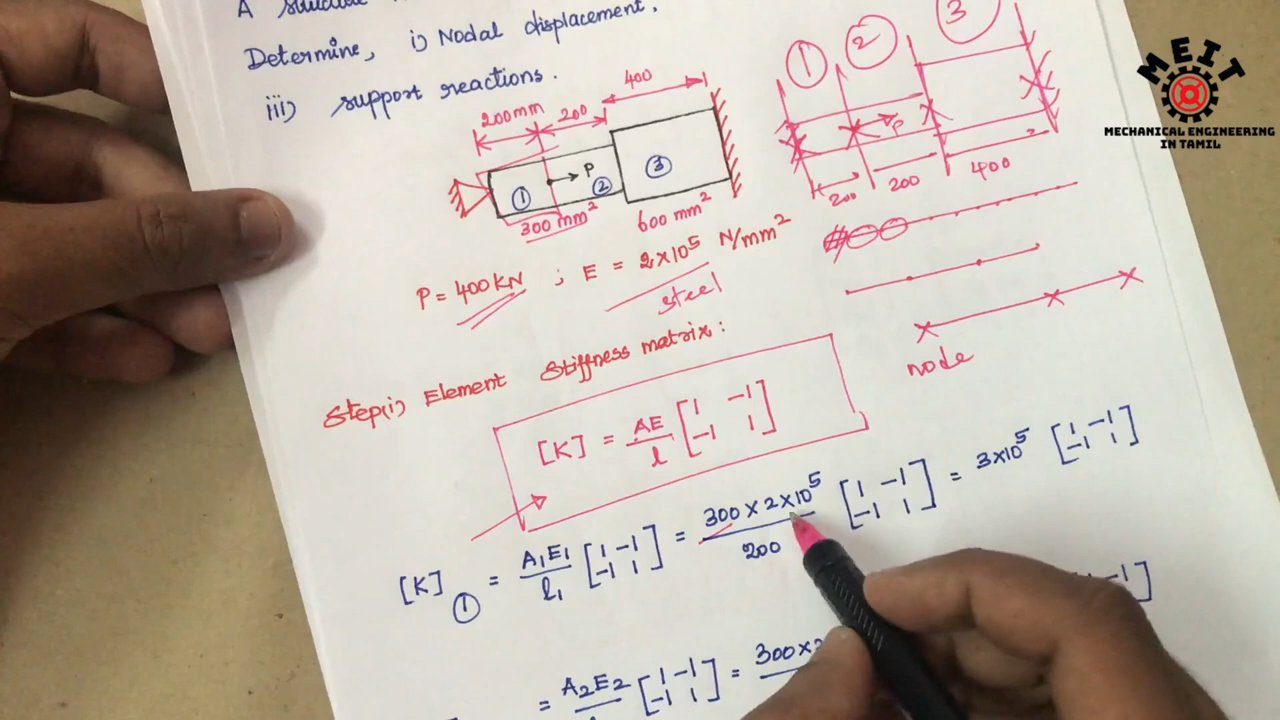 A
Determine, i) Nodal displacement.
iii) support reactions.
400
200mm
200
P
① ② ③
300 mm²
600 mm²
① ② 3
P
200
200
400
P = 400KN ; E = 2×10⁵ N/mm²
steel
node
Step(i) Element Stiffness matrix:
[K] = AE/l [1 -1 -1 1]
[K]① = A₁E₁/l₁ [1 -1 -1 1] = 300×2×10⁵/200 [1 -1 -1 1] = 3×10⁵ [1 -1 -1 1]
= A₂E₂ [1 -1 -1 1] = 300×
MEIT
MECHANICAL ENGINEERING
IN TAMIL